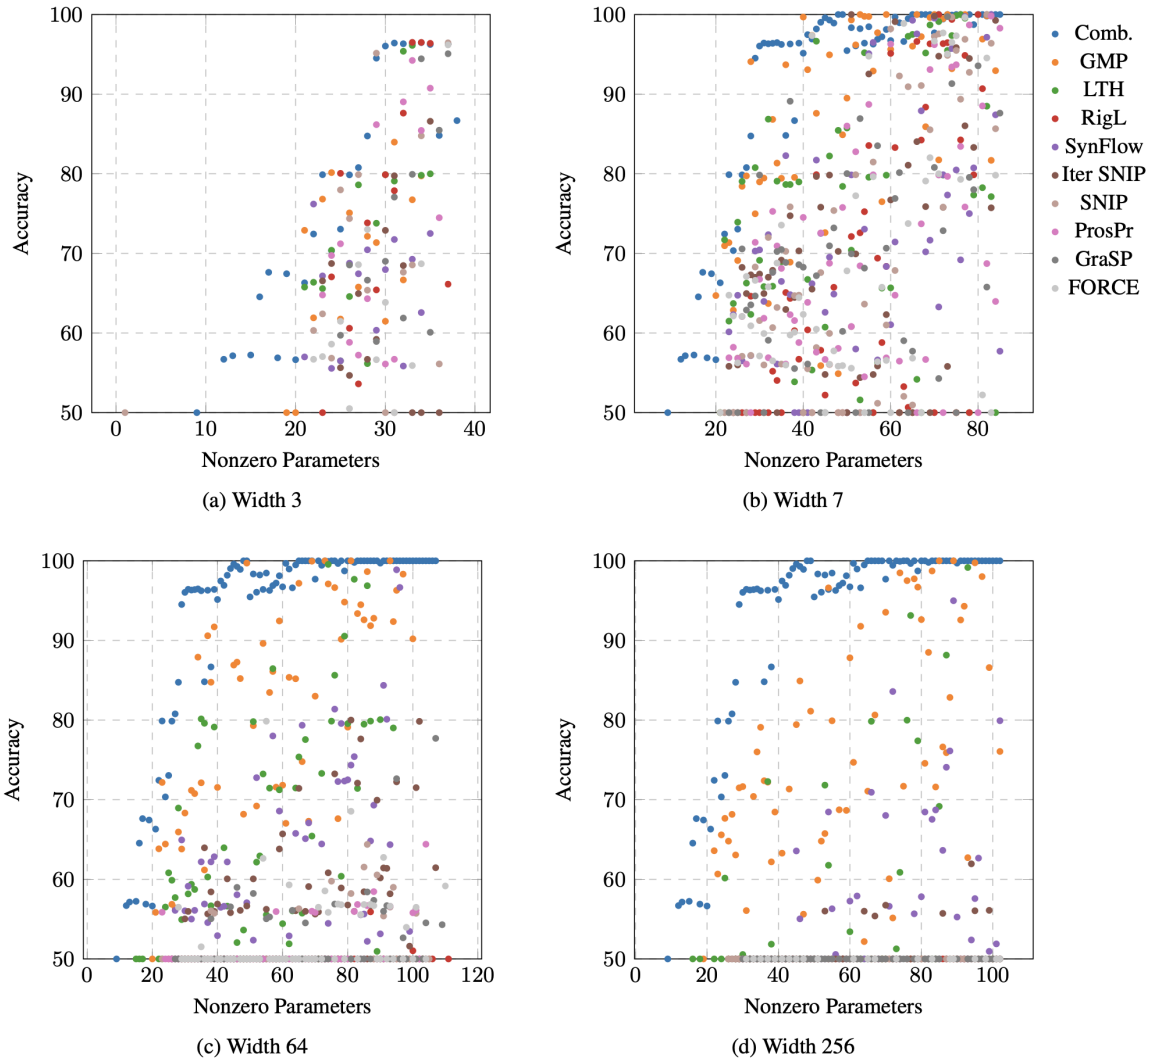 100
90
80
70
60
50
Accuracy
0
10
20
30
40
Nonzero Parameters
(a) Width 3
100
90
80
70
60
50
Accuracy
20
40
60
80
Nonzero Parameters
(b) Width 7
Comb.
GMP
LTH
RigL
SynFlow
Iter SNIP
SNIP
ProsPr
GraSP
FORCE
100
90
80
70
60
50
Accuracy
0
20
40
60
80
100
120
Nonzero Parameters
(c) Width 64
100
90
80
70
60
50
Accuracy
0
20
40
60
80
100
Nonzero Parameters
(d) Width 256